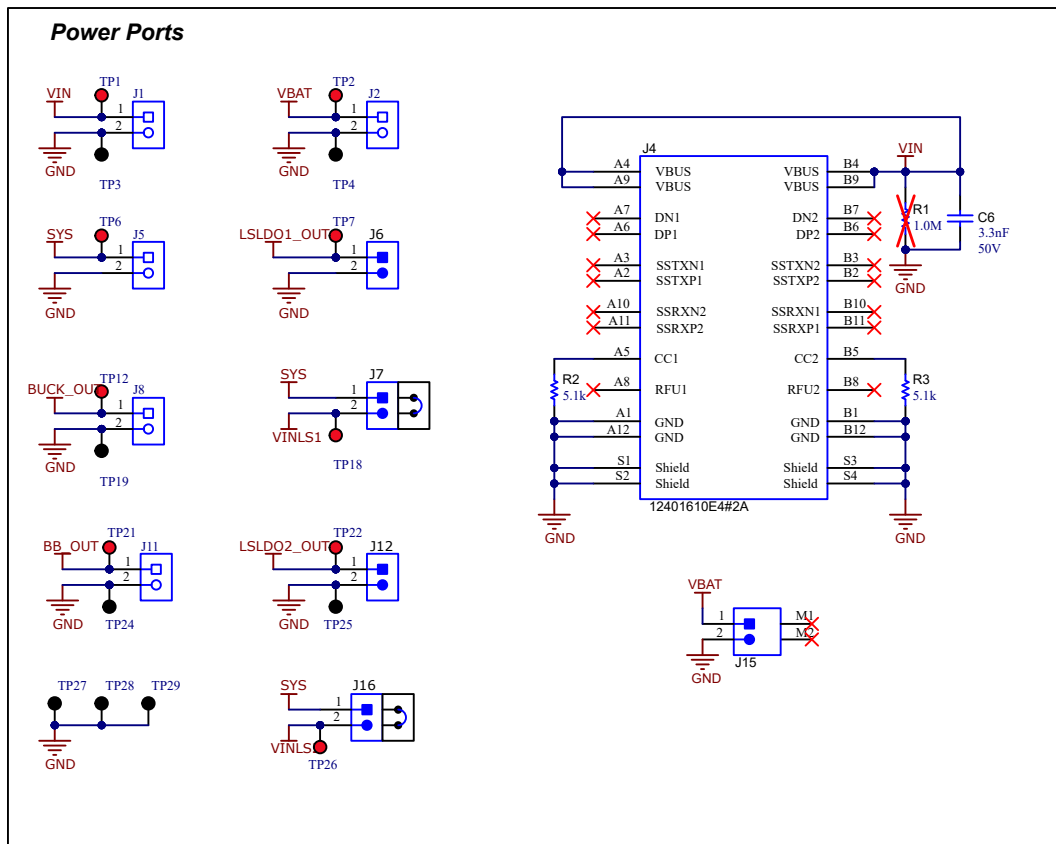 Power Ports
VIN
TP1
J1
1
2
GND
TP3
VBAT
TP2
J2
1
2
GND
TP4
SYS
TP6
J5
1
2
GND
LSLDO1_OUT
TP7
J6
1
2
GND
BUCK_OUT
TP12
J8
1
2
GND
TP19
SYS
J7
1
2
VINLS1
TP18
BB_OUT
TP21
J11
1
2
GND
TP24
LSLDO2_OUT
TP22
J12
1
2
GND
TP25
TP27
TP28
TP29
GND
SYS
J16
1
2
TP26
J4
A4 VBUS VBUS B4
A9 VBUS VBUS B9
A7 DN1 DN2 B7
A6 DP1 DP2 B6
A3 SSTXN1 SSTXN2 B3
A2 SSTXP1 SSTXP2 B2
A10 SSRXN2 SSRXN1 B10
A11 SSRXP2 SSRXP1 B11
A5 CC1 CC2 B5
A8 RFU1 RFU2 B8
A1 GND GND B1
A12 GND GND B12
S1 Shield Shield S3
S2 Shield Shield S4
12401610E4#2A
VIN
R1
1.0M
C6
3.3nF
50V
GND
R2
5.1k
GND
R3
5.1k
GND
VBAT
1
2
M1
M2
J15
GND